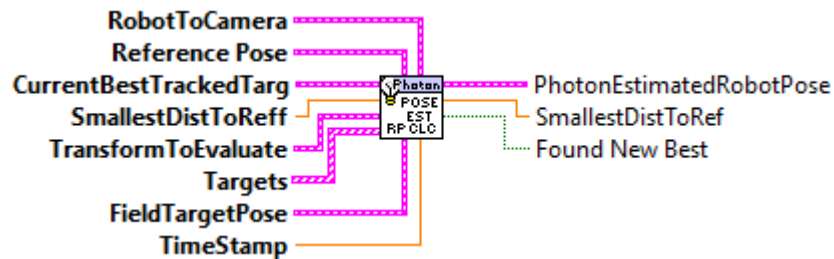 RobotToCamera
Reference Pose
CurrentBestTrackedTarg
SmallestDistToReff
TransformToEvaluate
Targets
FieldTargetPose
TimeStamp
Photon
POSE
EST
RP CLC
PhotonEstimatedRobotPose
SmallestDistToRef
Found New Best